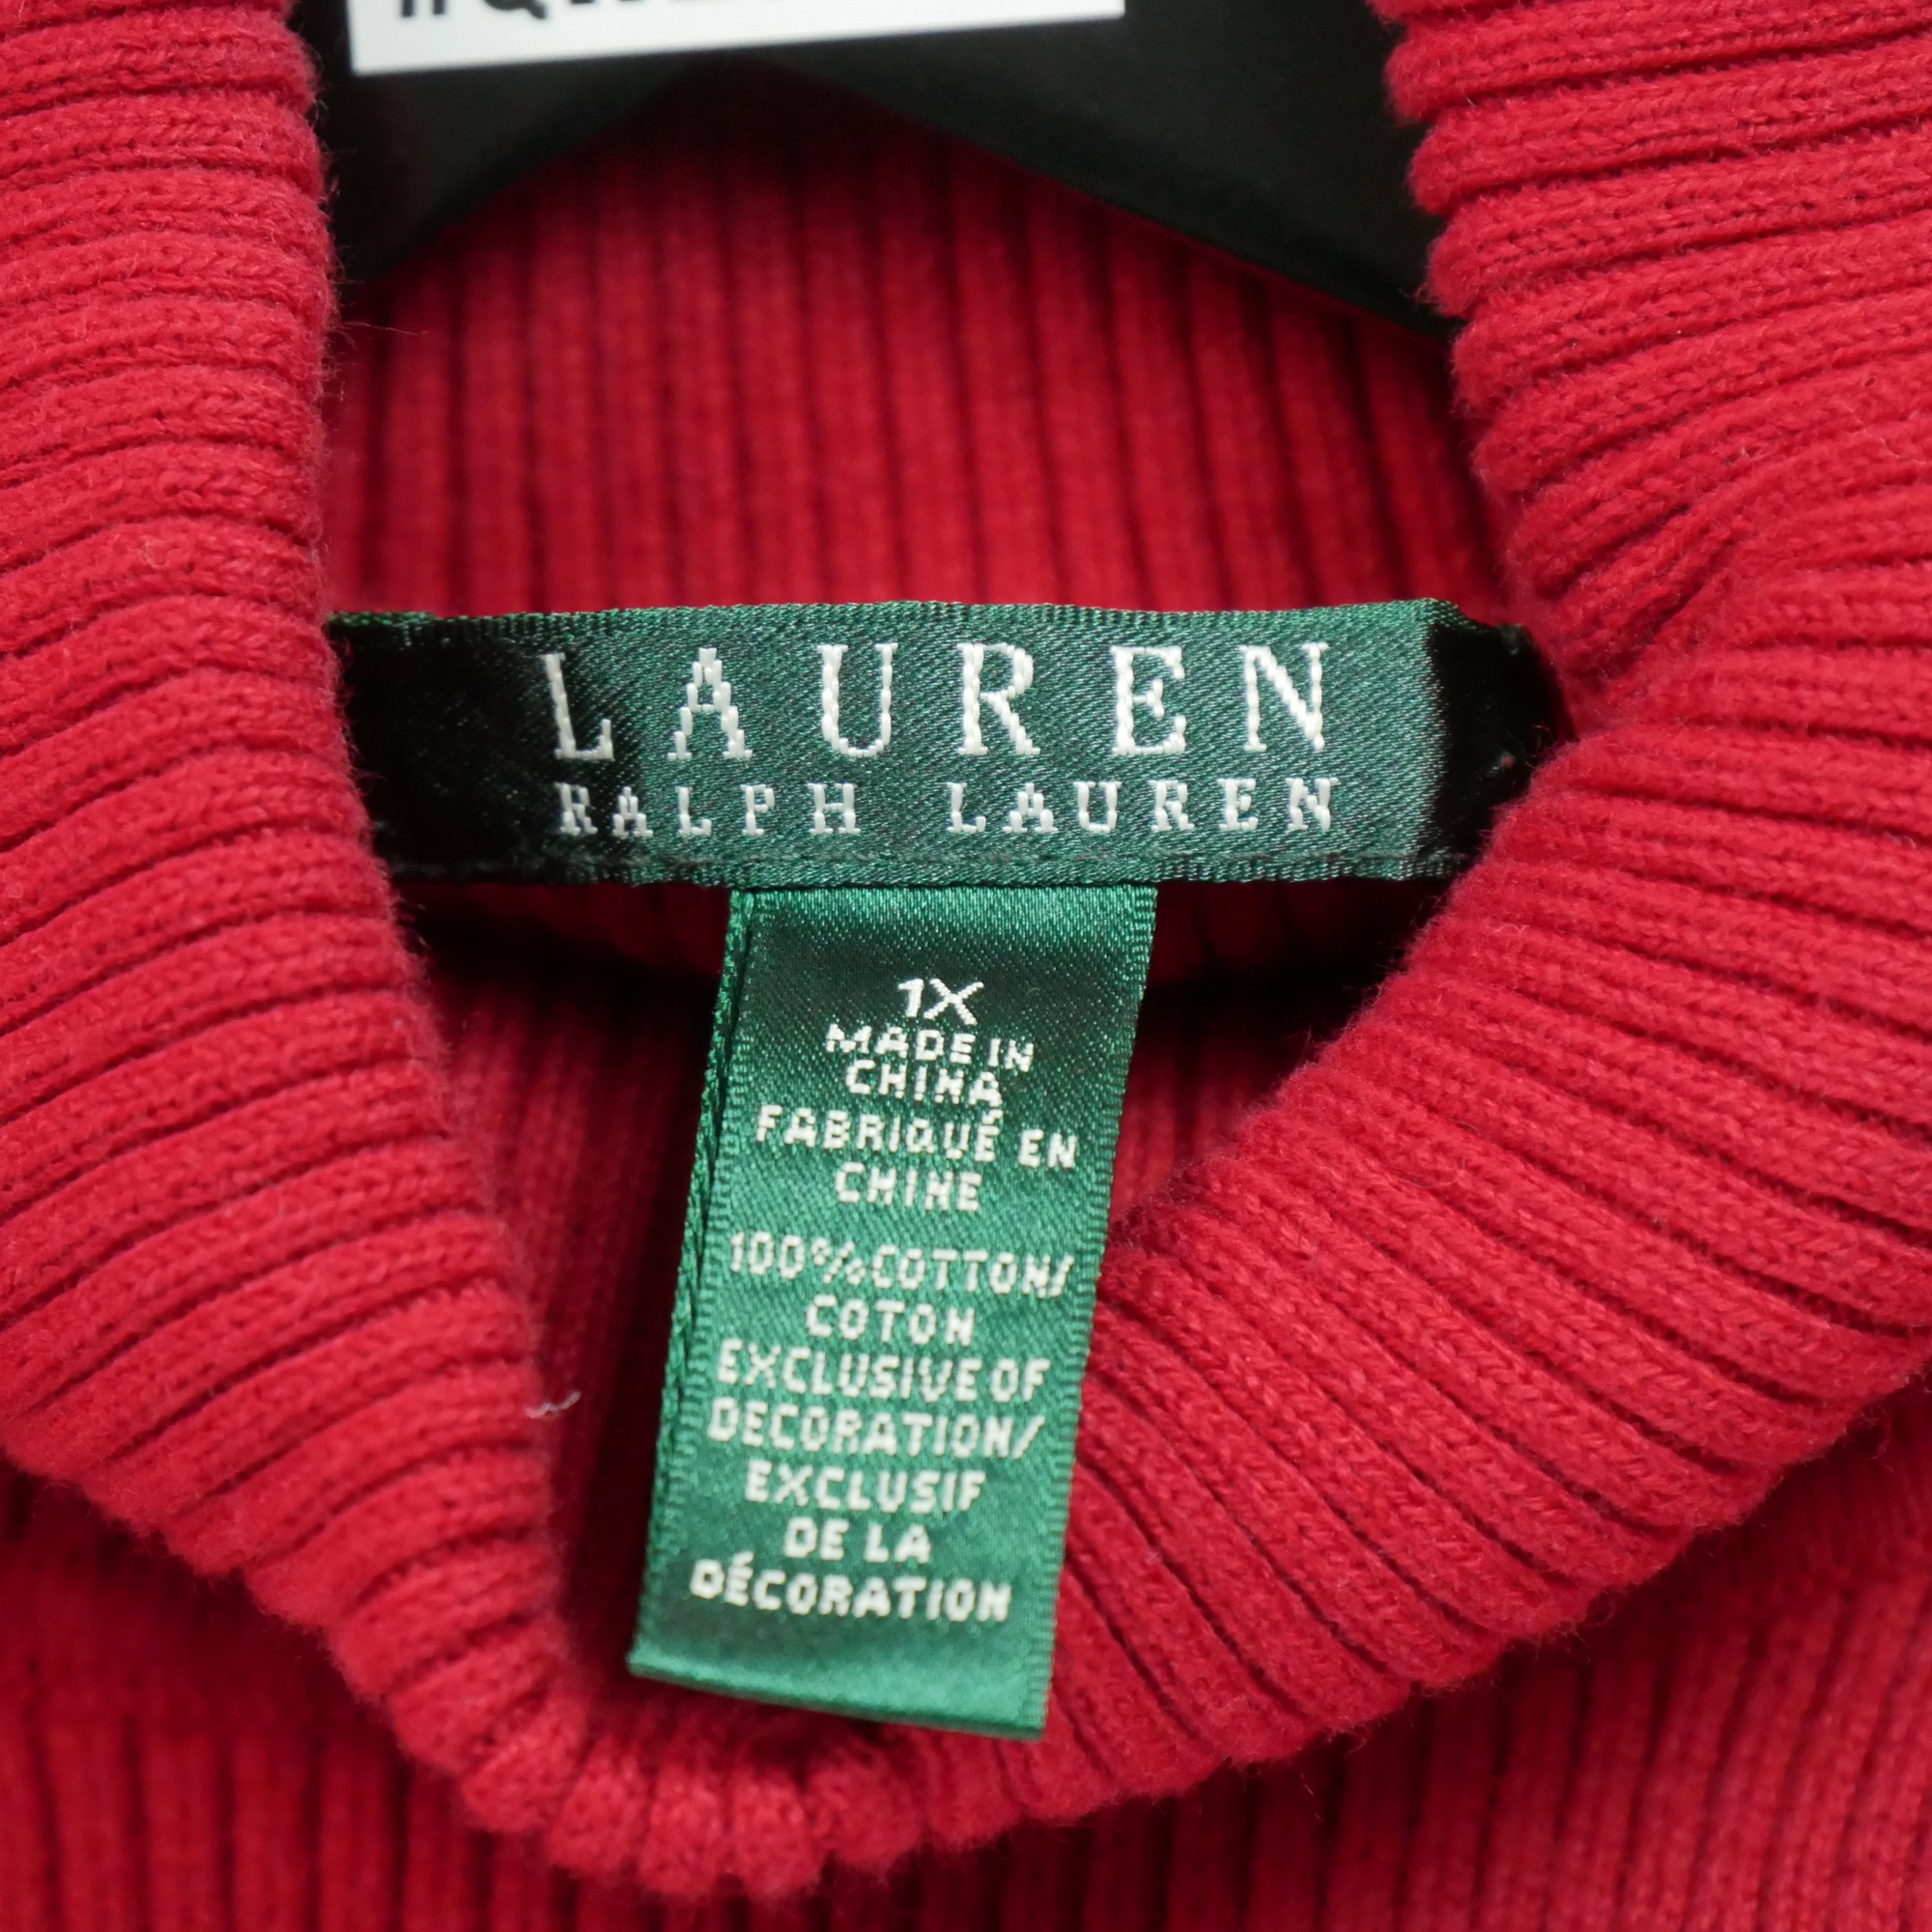 LAUREN
RALPH LAUREN
1X
MADE IN
CHINA
FABRIQUÉ EN
CHINE
100% COTTON/
COTON
EXCLUSIVE OF
DECORATION/
EXCLUSIF
DE LA
DÉCORATION